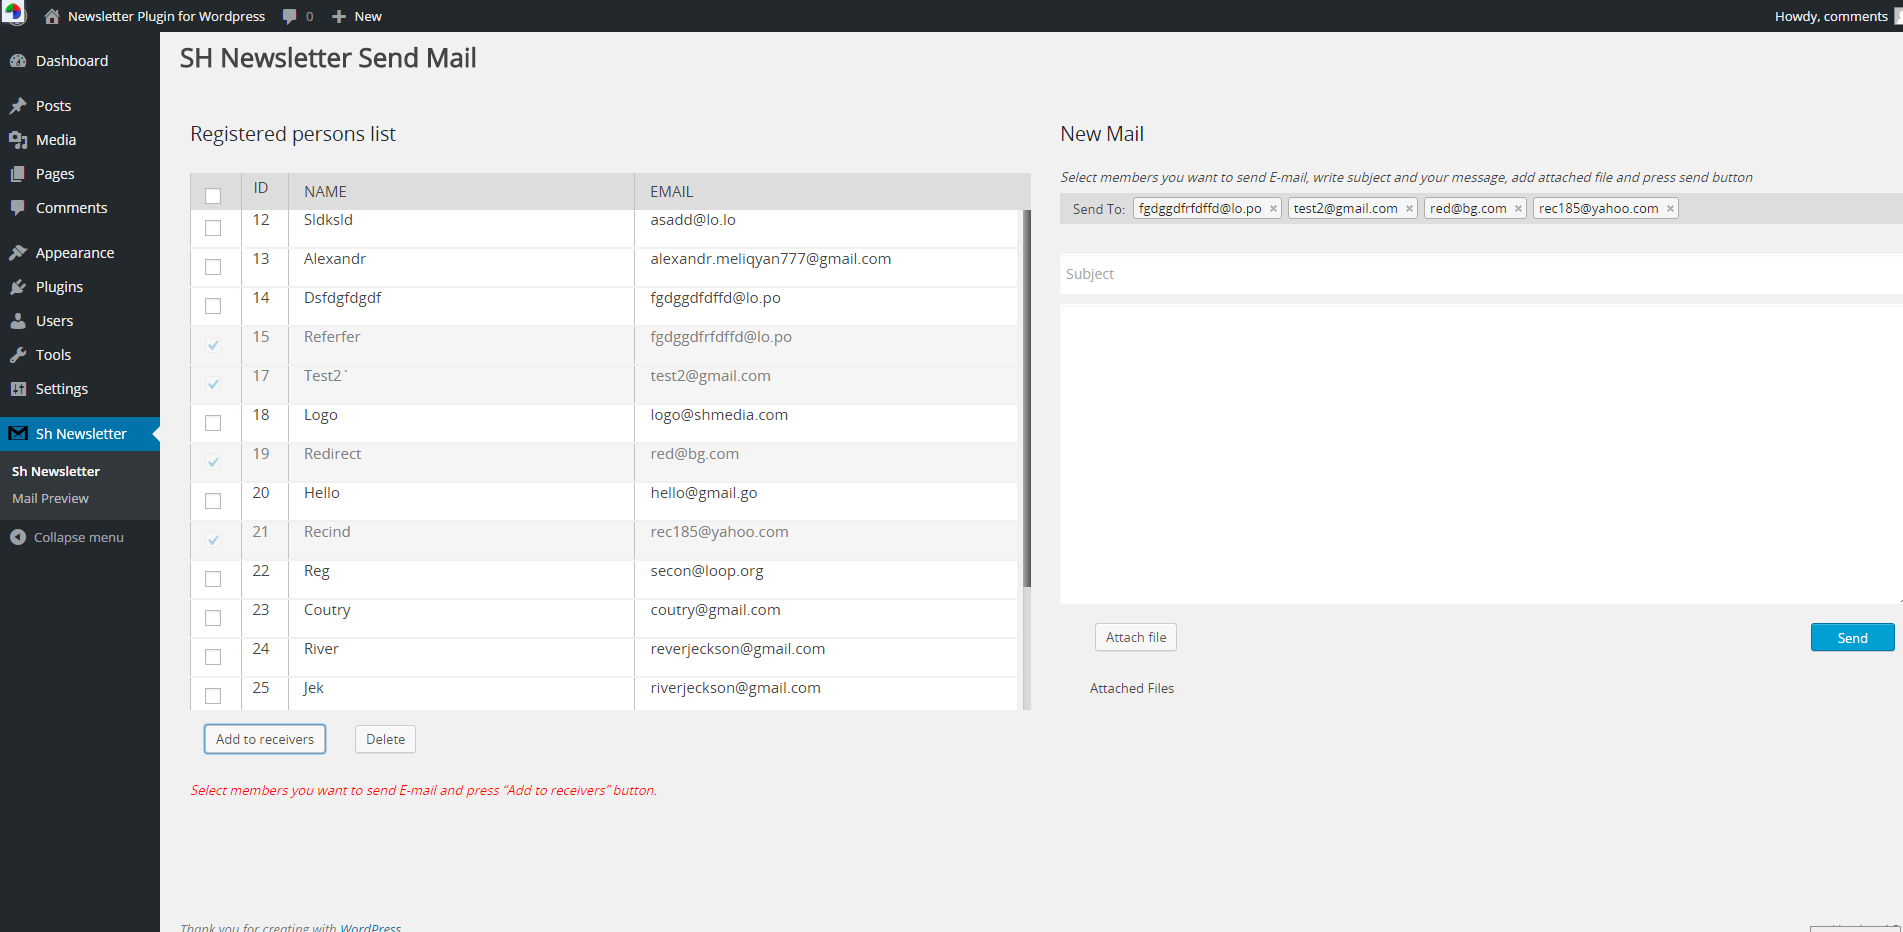 Newsletter Plugin for Wordpress 0 New Howdy, comments
Dashboard
Posts
Media
Pages
Comments
Appearance
Plugins
Users
Tools
Settings
Sh Newsletter
Sh Newsletter
Mail Preview
Collapse menu
SH Newsletter Send Mail
Registered persons list
ID NAME EMAIL
12 Sldksld asadd@lo.lo
13 Alexandr alexandr.meliqyan777@gmail.com
14 Dsfdgfdgdf fgdggdfdffd@lo.po
15 Referfer fgdggdfrfdffd@lo.po
17 Test2` test2@gmail.com
18 Logo logo@shmedia.com
19 Redirect red@bg.com
20 Hello hello@gmail.go
21 Recind rec185@yahoo.com
22 Reg secon@loop.org
23 Coutry coutry@gmail.com
24 River reverjeckson@gmail.com
25 Jek riverjeckson@gmail.com
Add to receivers Delete
Select members you want to send E-mail and press “Add to receivers” button.
New Mail
Select members you want to send E-mail, write subject and your message, add attached file and press send button
Send To: fgdggdfrfdffd@lo.po × test2@gmail.com × red@bg.com × rec185@yahoo.com ×
Subject
Attach file Send
Attached Files
Thank you for creating with WordPress